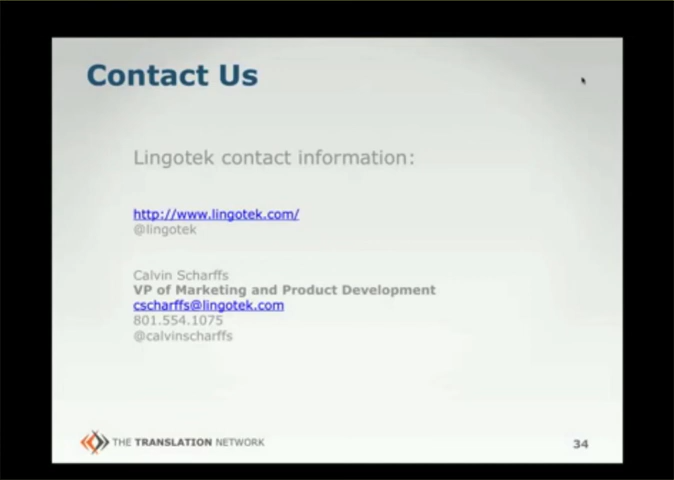 Contact Us
Lingotek contact information:
http://www.lingotek.com/
@lingotek
Calvin Scharffs
VP of Marketing and Product Development
cscharffs@lingotek.com
801.554.1075
@calvinscharffs
THE TRANSLATION NETWORK
34